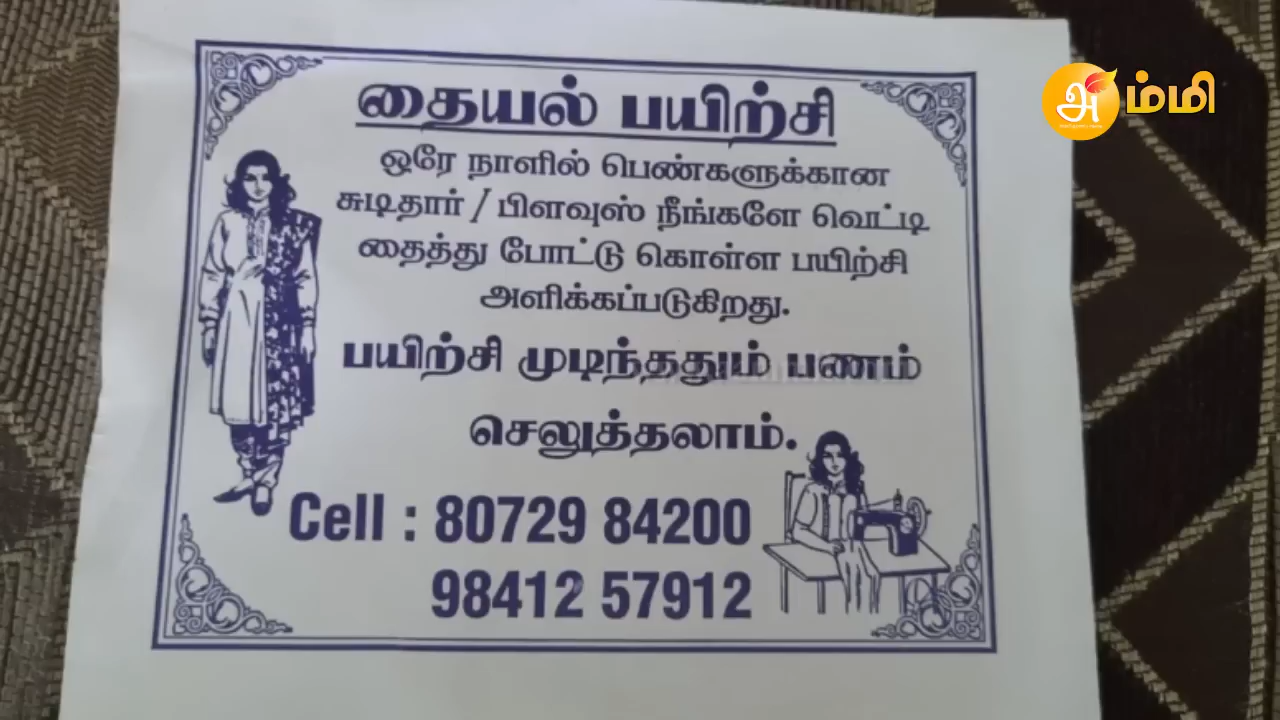 அம்மி
தையல் பயிற்சி
ஒரே நாளில் பெண்களுக்கான
சுடிதார் / பிளவுஸ் நீங்களே வெட்டி
தைத்து போட்டு கொள்ள பயிற்சி
அளிக்கப்படுகிறது.
பயிற்சி முடிந்ததும் பணம்
செலுத்தலாம்.
Cell : 80729 84200
98412 57912